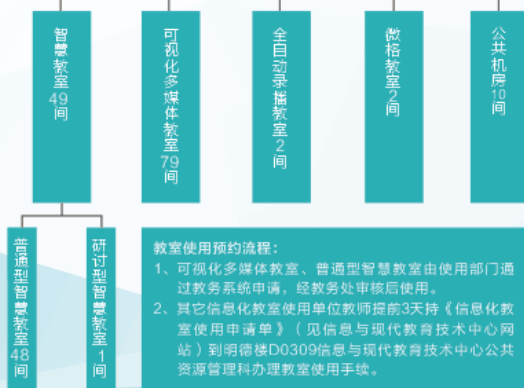 智慧教室49间
可视化多媒体教室79间
全自动录播教室2间
微格教室2间
公共机房10间
普通型智慧教室48间
研讨型智慧教室1间
教室使用预约流程：
1、可视化多媒体教室、普通型智慧教室由使用部门通
过教务系统申请，经教务处审核后使用。
2、其它信息化教室使用单位教师提前3天持《信息化教
室使用申请单》（见信息与现代教育技术中心网
站）到明德楼D0309信息与现代教育技术中心公共
资源管理科办理教室使用手续。